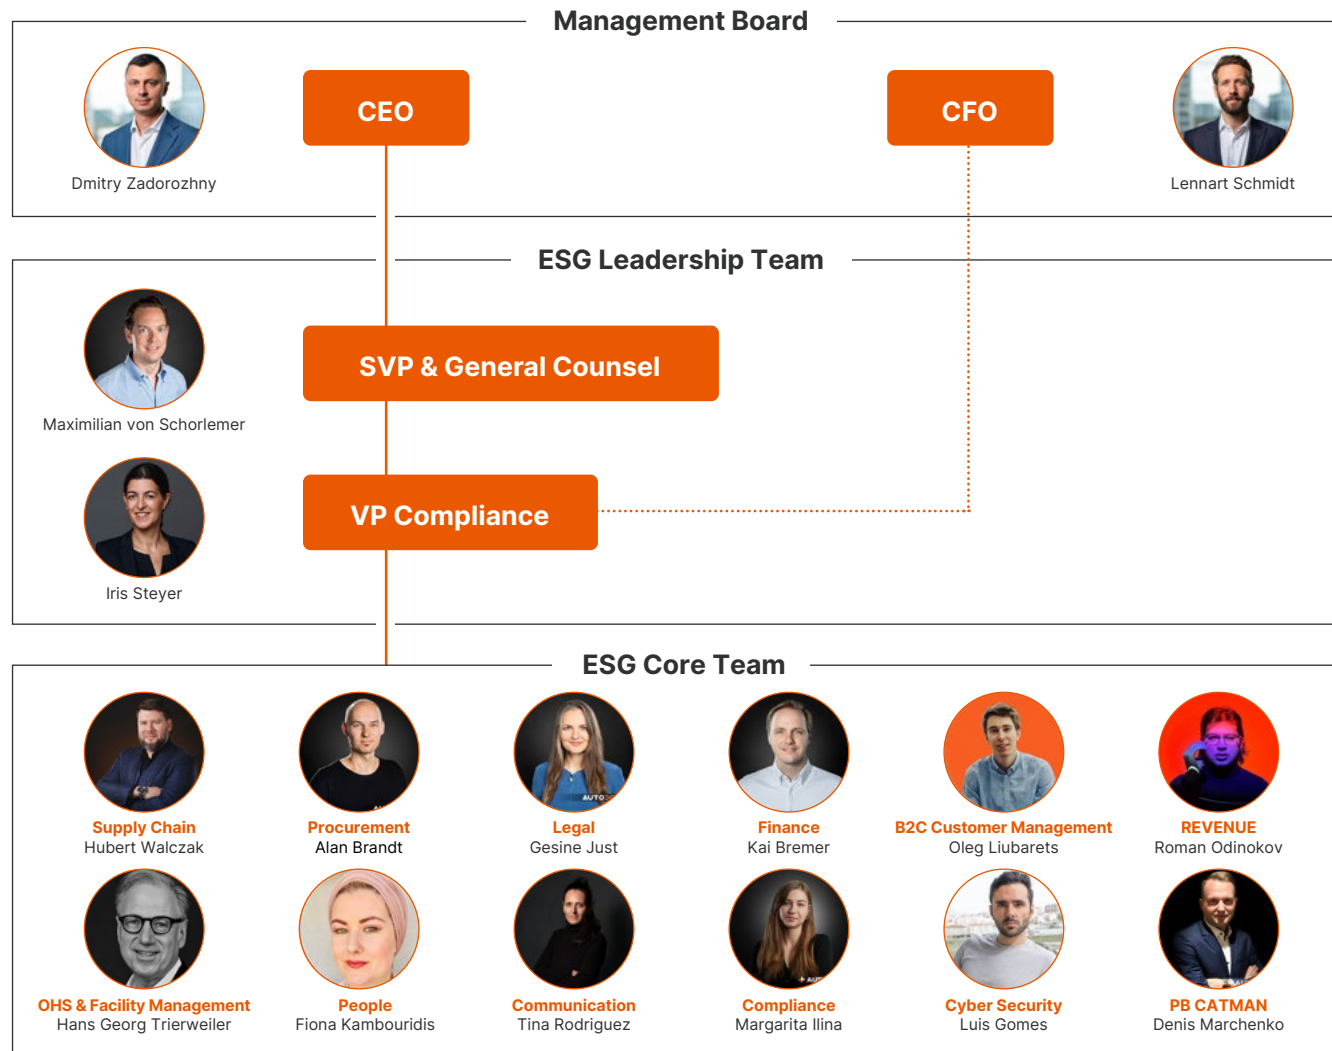 Management Board
CEO
CFO
Dmitry Zadorozhny
Lennart Schmidt
ESG Leadership Team
Maximilian von Schorlemer
SVP & General Counsel
Iris Steyer
VP Compliance
ESG Core Team
Supply Chain
Hubert Walczak
Procurement
Alan Brandt
Legal
Gesine Just
Finance
Kai Bremer
B2C Customer Management
Oleg Liubarets
REVENUE
Roman Odinokov
OHS & Facility Management
Hans Georg Trierweiler
People
Fiona Kambouridis
Communication
Tina Rodriguez
Compliance
Margarita Ilina
Cyber Security
Luis Gomes
PB CATMAN
Denis Marchenko